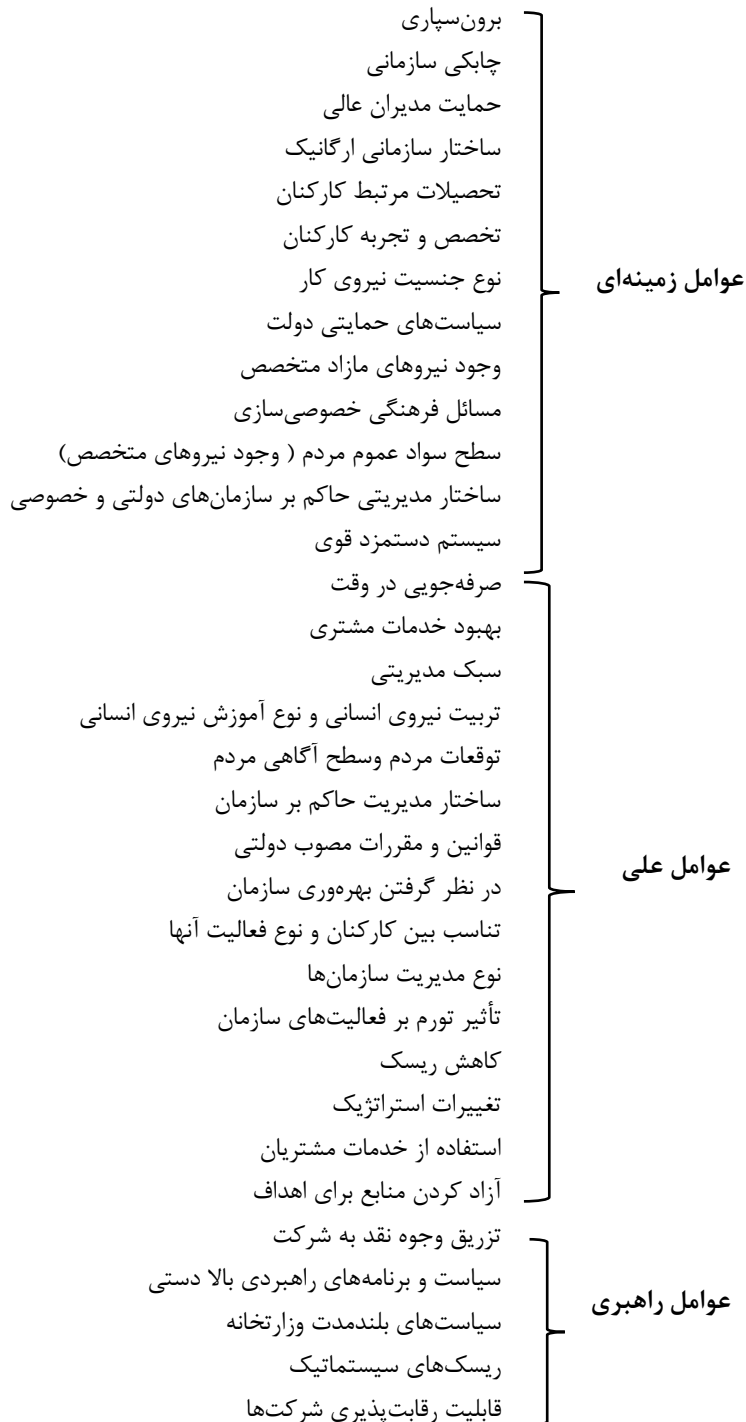 برون‌سپاری
چابکی سازمانی
حمایت مدیران عالی
ساختار سازمانی ارگانیک
تحصیلات مرتبط کارکنان
تخصص و تجربه کارکنان
عوامل زمینه‌ای
نوع جنسیت نیروی کار
سیاست‌های حمایتی دولت
وجود نیروهای مازاد متخصص
مسائل فرهنگی خصوصی‌سازی
سطح سواد عموم مردم ( وجود نیروهای متخصص)
ساختار مدیریتی حاکم بر سازمان‌های دولتی و خصوصی
سیستم دستمزد قوی
صرفه‌جویی در وقت
بهبود خدمات مشتری
سبک مدیریتی
تربیت نیروی انسانی و نوع آموزش نیروی انسانی
توقعات مردم وسطح آگاهی مردم
ساختار مدیریت حاکم بر سازمان
قوانین و مقررات مصوب دولتی
عوامل علی
در نظر گرفتن بهره‌وری سازمان
تناسب بین کارکنان و نوع فعالیت آنها
نوع مدیریت سازمان‌ها
تأثیر تورم بر فعالیت‌های سازمان
کاهش ریسک
تغییرات استراتژیک
استفاده از خدمات مشتریان
آزاد کردن منابع برای اهداف
تزریق وجوه نقد به شرکت
سیاست و برنامه‌های راهبردی بالا دستی
عوامل راهبری
سیاست‌های بلندمدت وزارتخانه
ریسک‌های سیستماتیک
قابلیت رقابت‌پذیری شرکت‌ها